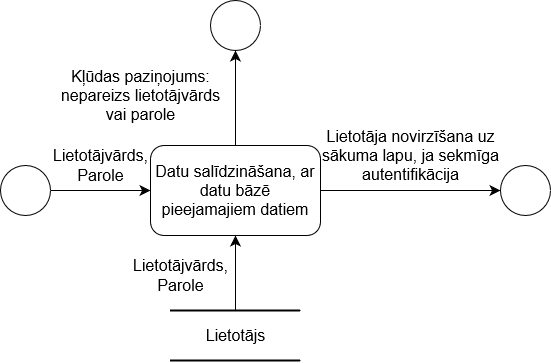 Kļūdas paziņojums:
nepareizs lietotājvārds
vai parole
Lietotājvārds,
Parole
Datu salīdzināšana, ar
datu bāzē
pieejamajiem datiem
Lietotāja novirzīšana uz
sākuma lapu, ja sekmīga
autentifikācija
Lietotājvārds,
Parole
Lietotājs